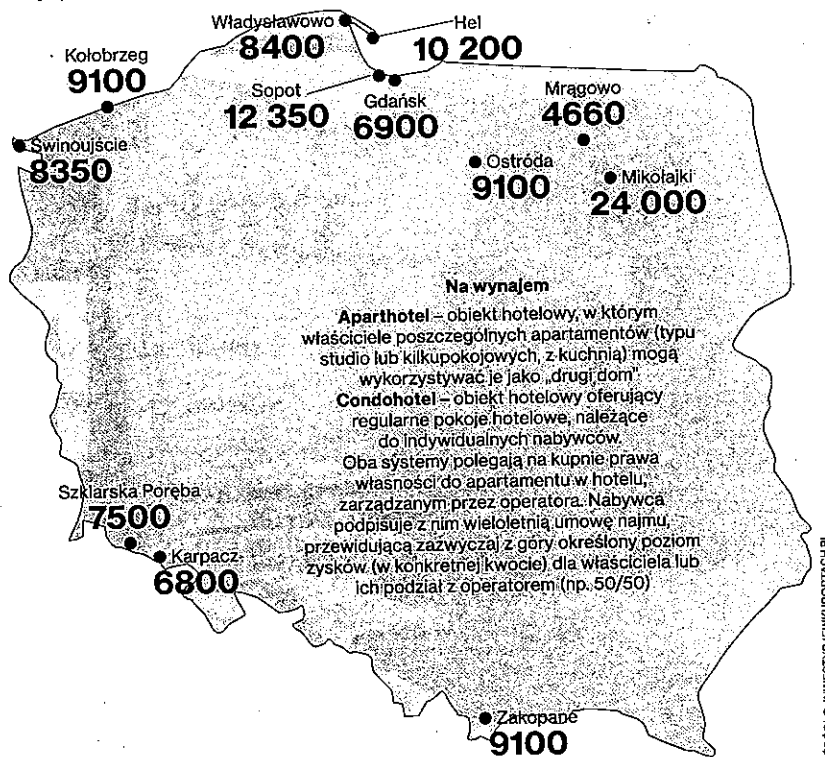 Władysławowo
8400
Hel
10 200
Kołobrzeg
9100
Sopot
12 350
Gdańsk
6900
Mrągowo
4660
Świnoujście
8350
Ostróda
9100
Mikołajki
24 000
Na wynajem
Aparthotel – obiekt hotelowy, w którym
właściciele poszczególnych apartamentów (typu
studio lub kilkupokojowych, z kuchnią) mogą
wykorzystywać je jako „drugi dom”.
Condohotel – obiekt hotelowy oferujący
regularne pokoje hotelowe, należące
do indywidualnych nabywców.
Oba systemy polegają na kupnie prawa
własności do apartamentu w hotelu,
zarządzanym przez operatora. Nabywca
podpisuje z nim wieloletnią umowę najmu,
przewidującą zazwyczaj z góry określony poziom
zysków (w konkretnej kwocie) dla właściciela lub
ich podział z operatorem (np. 50/50)
Szklarska Poręba
7500
Karpacz
6800
Zakopane
9100